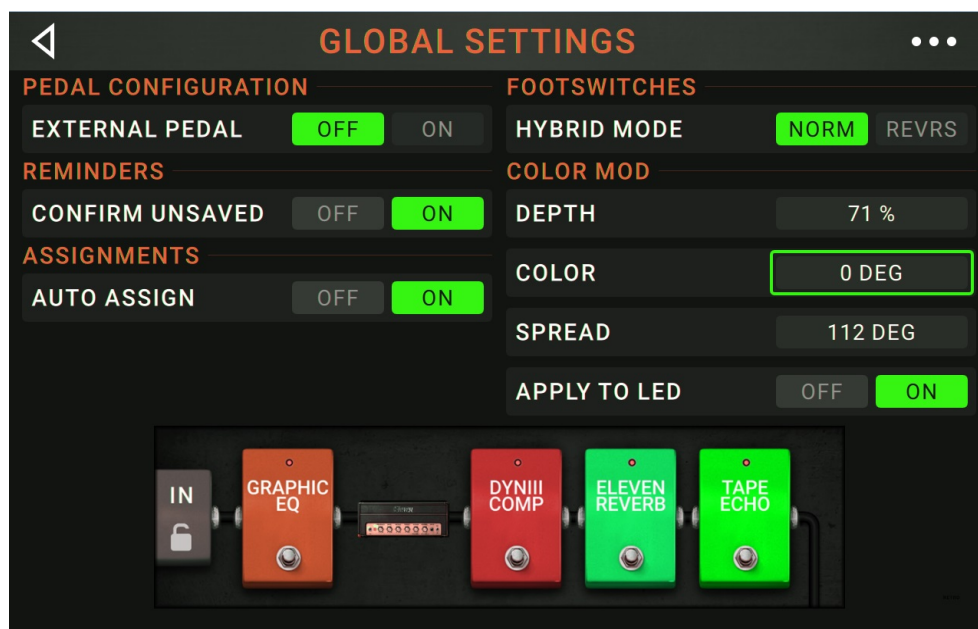 GLOBAL SETTINGS
PEDAL CONFIGURATION
EXTERNAL PEDAL OFF ON
REMINDERS
CONFIRM UNSAVED OFF ON
ASSIGNMENTS
AUTO ASSIGN OFF ON
FOOTSWITCHES
HYBRID MODE NORM REVRS
COLOR MOD
DEPTH 71 %
COLOR 0 DEG
SPREAD 112 DEG
APPLY TO LED OFF ON
IN
GRAPHIC
EQ
DYNIII
COMP
ELEVEN
REVERB
TAPE
ECHO